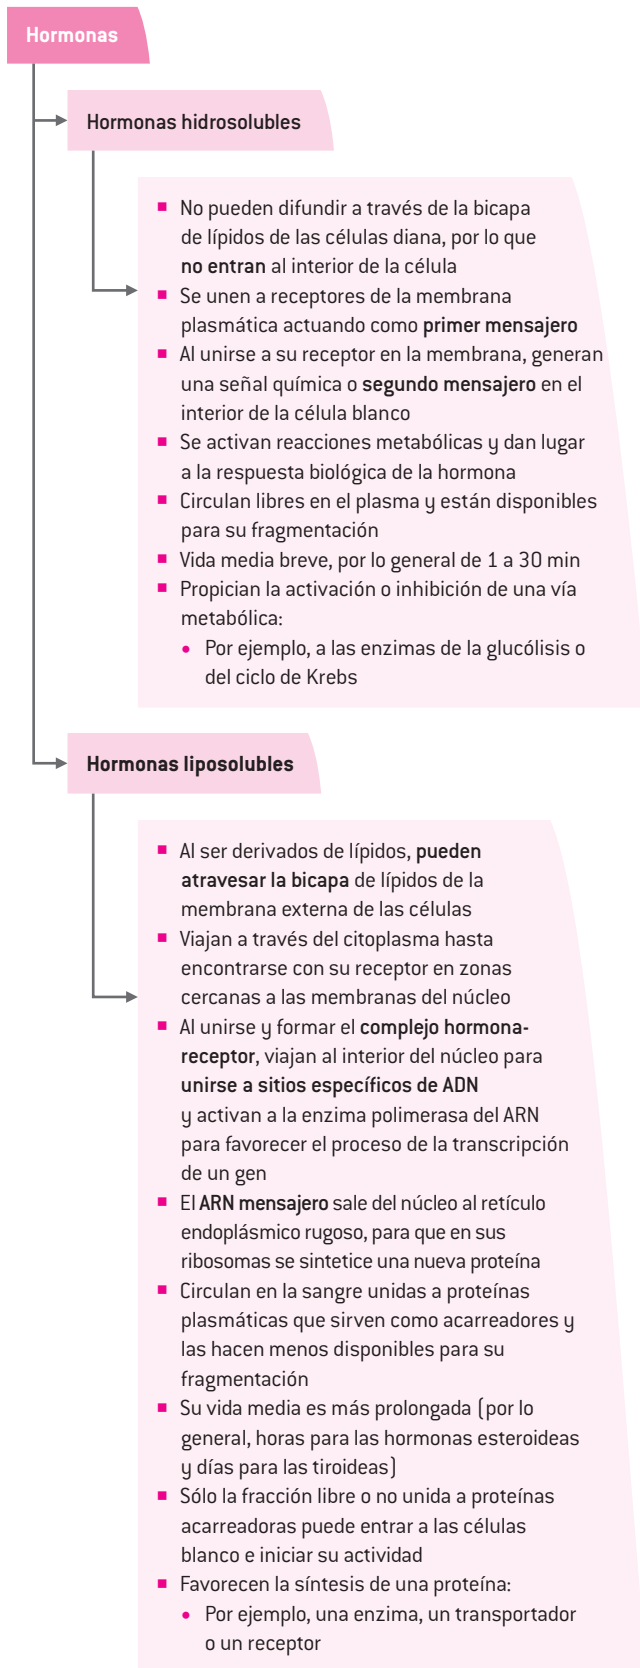 Hormonas
Hormonas hidrosolubles
■ No pueden difundir a través de la bicapa
de lípidos de las células diana, por lo que
no entran al interior de la célula
■ Se unen a receptores de la membrana
plasmática actuando como primer mensajero
■ Al unirse a su receptor en la membrana, generan
una señal química o segundo mensajero en el
interior de la célula blanco
■ Se activan reacciones metabólicas y dan lugar
a la respuesta biológica de la hormona
■ Circulan libres en el plasma y están disponibles
para su fragmentación
■ Vida media breve, por lo general de 1 a 30 min
■ Propician la activación o inhibición de una vía
metabólica:
• Por ejemplo, a las enzimas de la glucólisis o
del ciclo de Krebs
Hormonas liposolubles
■ Al ser derivados de lípidos, pueden
atravesar la bicapa de lípidos de la
membrana externa de las células
■ Viajan a través del citoplasma hasta
encontrarse con su receptor en zonas
cercanas a las membranas del núcleo
■ Al unirse y formar el complejo hormona-
receptor, viajan al interior del núcleo para
unirse a sitios específicos de ADN
y activan a la enzima polimerasa del ARN
para favorecer el proceso de la transcripción
de un gen
■ El ARN mensajero sale del núcleo al retículo
endoplásmico rugoso, para que en sus
ribosomas se sintetice una nueva proteína
■ Circulan en la sangre unidas a proteínas
plasmáticas que sirven como acarreadores y
las hacen menos disponibles para su
fragmentación
■ Su vida media es más prolongada (por lo
general, horas para las hormonas esteroideas
y días para las tiroideas)
■ Sólo la fracción libre o no unida a proteínas
acarreadoras puede entrar a las células
blanco e iniciar su actividad
■ Favorecen la síntesis de una proteína:
• Por ejemplo, una enzima, un transportador
o un receptor